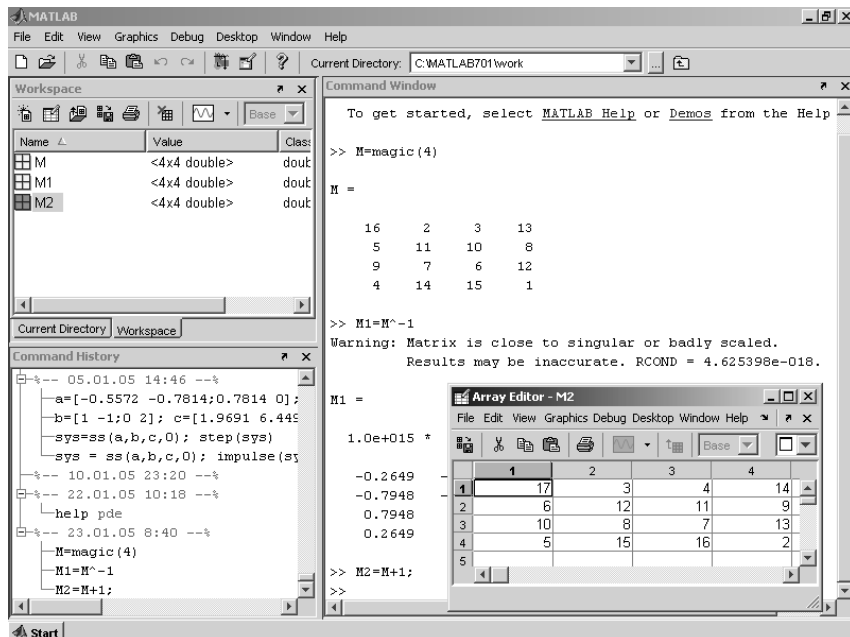 MATLAB
File Edit View Graphics Debug Desktop Window Help
Current Directory: C:\MATLAB701\work
Workspace
Base
Name Value Class
M <4x4 double> doub
M1 <4x4 double> doub
M2 <4x4 double> doub
Current Directory Workspace
Command History
%-- 05.01.05 14:46 --%
a=[-0.5572 -0.7814;0.7814 0];
b=[1 -1;0 2]; c=[1.9691 6.449
sys=ss(a,b,c,0); step(sys)
sys = ss(a,b,c,0); impulse(sy
%-- 10.01.05 23:20 --%
%-- 22.01.05 10:18 --%
help pde
%-- 23.01.05 8:40 --%
M=magic(4)
M1=M^-1
M2=M+1;
Command Window
To get started, select MATLAB Help or Demos from the Help
>> M=magic(4)
M =
16 2 3 13
5 11 10 8
9 7 6 12
4 14 15 1
>> M1=M^-1
Warning: Matrix is close to singular or badly scaled.
Results may be inaccurate. RCOND = 4.625398e-018.
M1 =
1.0e+015 *
-0.2649 -
-0.7948 -
0.7948
0.2649
>> M2=M+1;
>>
Array Editor - M2
File Edit View Graphics Debug Desktop Window Help
Base
1 2 3 4
1 17 3 4 14
2 6 12 11 9
3 10 8 7 13
4 5 15 16 2
5
Start